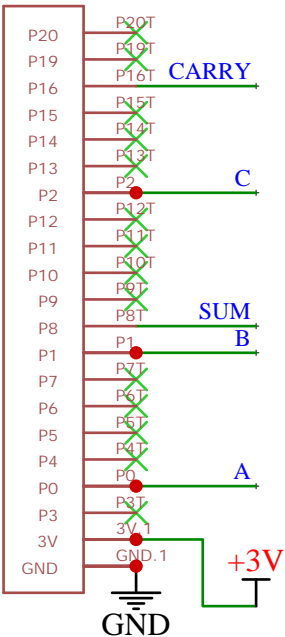 P20 P20T
P19 P19T
P16 P16T CARRY
P15 P15T
P14 P14T
P13 P13T
P2 P2 C
P12 P12T
P11 P11T
P10 P10T
P9 P9T
P8 P8T SUM
P1 P1 B
P7 P7T
P6 P6T
P5 P5T
P4 P4T
P0 P0 A
P3 P3T
3V 3V.1
GND GND.1 +3V
GND